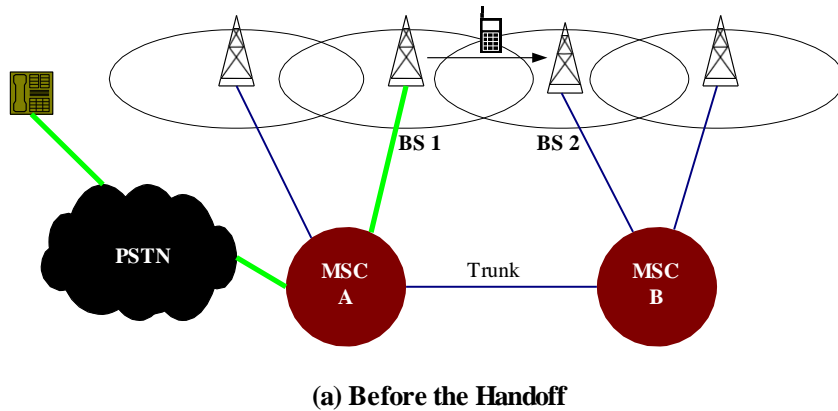 BS 1
BS 2
PSTN
MSC
A
Trunk
MSC
B
(a) Before the Handoff